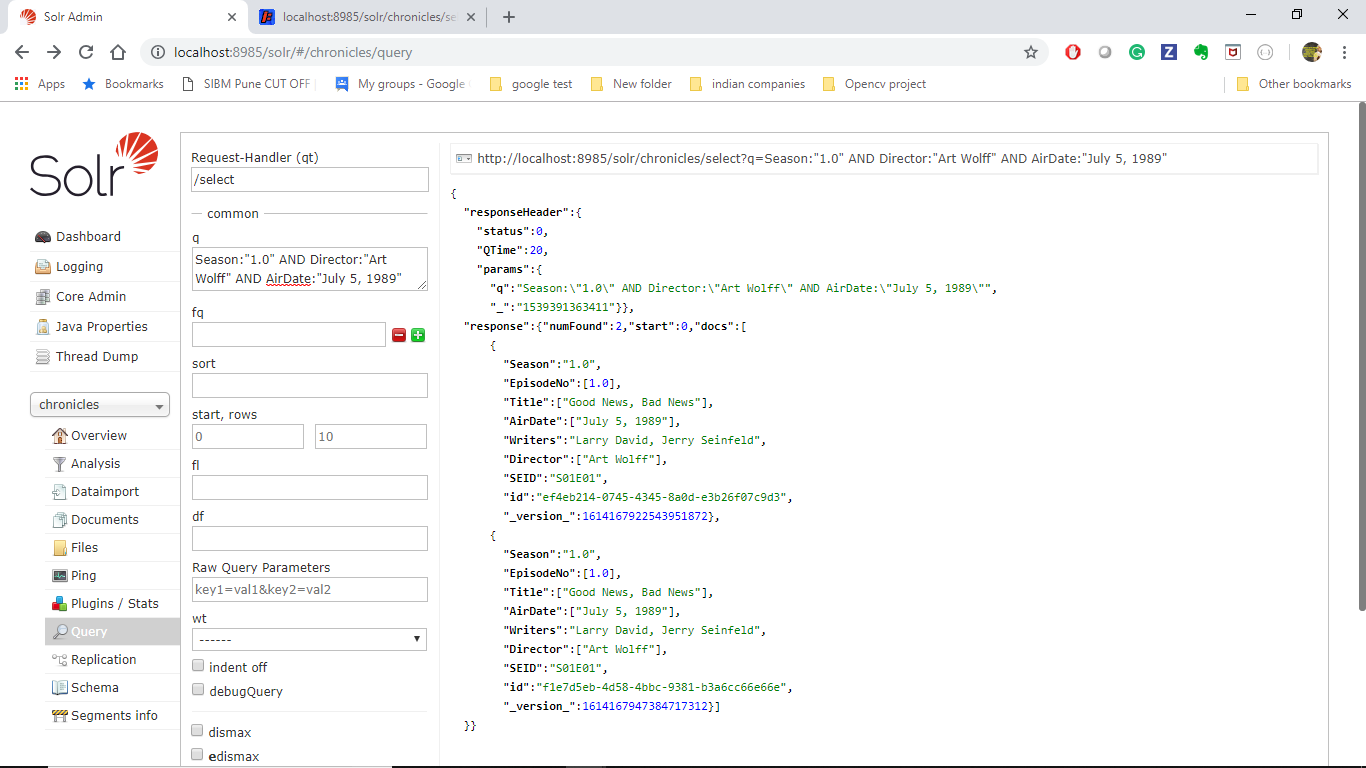 Solr Admin
localhost:8985/solr/chronicles/se
localhost:8985/solr/#/chronicles/query
Apps
Bookmarks
SIBM Pune CUT OFF
My groups - Google
google test
New folder
indian companies
Opencv project
Other bookmarks
Solr
Dashboard
Logging
Core Admin
Java Properties
Thread Dump
chronicles
Overview
Analysis
Dataimport
Documents
Files
Ping
Plugins / Stats
Query
Replication
Schema
Segments info
Request-Handler (qt)
/select
common
q
Season:"1.0" AND Director:"Art
Wolff" AND AirDate:"July 5, 1989"
fq
sort
start, rows
0
10
fl
df
Raw Query Parameters
key1=val1&key2=val2
wt
------
indent off
debugQuery
dismax
edismax
http://localhost:8985/solr/chronicles/select?q=Season:"1.0" AND Director:"Art Wolff" AND AirDate:"July 5, 1989"
{
"responseHeader":{
"status":0,
"QTime":20,
"params":{
"q":"Season:\"1.0\" AND Director:\"Art Wolff\" AND AirDate:\"July 5, 1989\"",
"_":"1539391363411"}},
"response":{"numFound":2,"start":0,"docs":[
{
"Season":"1.0",
"EpisodeNo":[1.0],
"Title":["Good News, Bad News"],
"AirDate":["July 5, 1989"],
"Writers":"Larry David, Jerry Seinfeld",
"Director":["Art Wolff"],
"SEID":"S01E01",
"id":"ef4eb214-0745-4345-8a0d-e3b26f07c9d3",
"_version_":1614167922543951872},
{
"Season":"1.0",
"EpisodeNo":[1.0],
"Title":["Good News, Bad News"],
"AirDate":["July 5, 1989"],
"Writers":"Larry David, Jerry Seinfeld",
"Director":["Art Wolff"],
"SEID":"S01E01",
"id":"f1e7d5eb-4d58-4bbc-9381-b3a6cc66e66e",
"_version_":1614167947384717312}]
}}